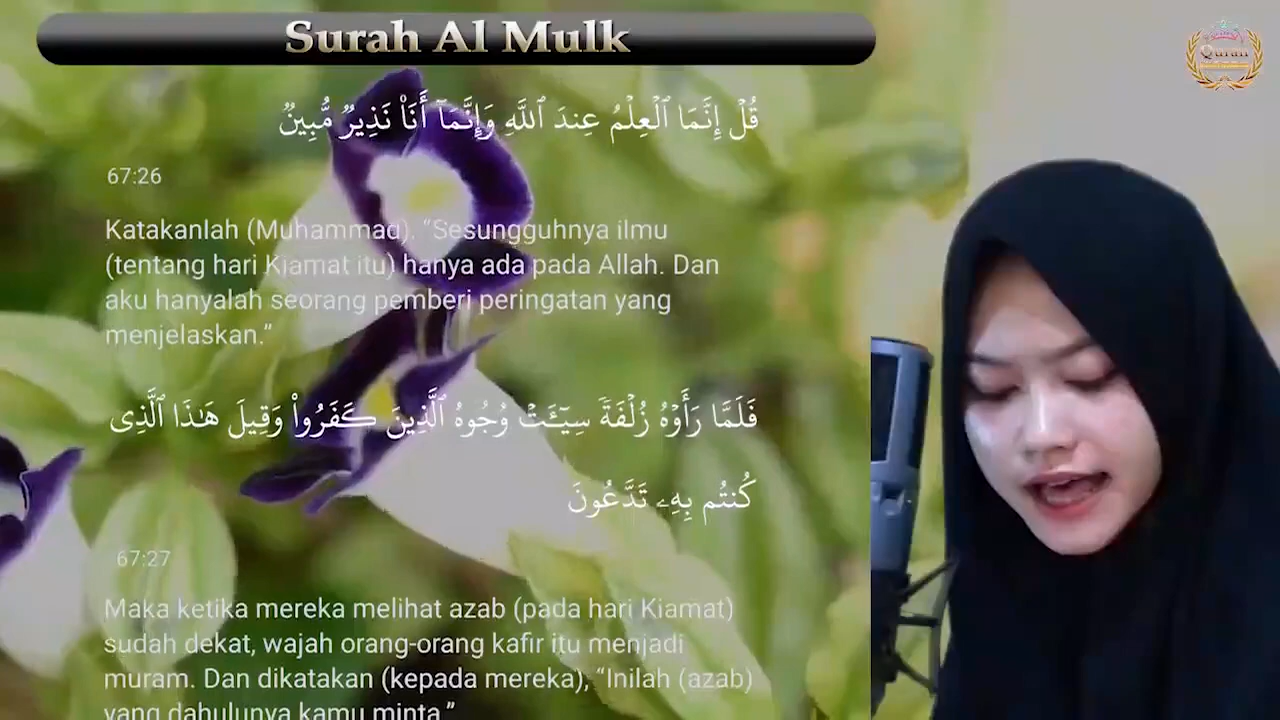 Surah Al Mulk
Quran
قُلْ إِنَّمَا ٱلْعِلْمُ عِندَ ٱللَّهِ وَإِنَّمَآ أَنَا۠ نَذِيرٌ مُّبِينٌ
67:26
Katakanlah (Muhammad). “Sesungguhnya ilmu
(tentang hari Kiamat itu) hanya ada pada Allah. Dan
aku hanyalah seorang pemberi peringatan yang
menjelaskan.”
فَلَمَّا رَأَوْهُ زُلْفَةً سِيٓـَٔتْ وُجُوهُ ٱلَّذِينَ كَفَرُوا۟ وَقِيلَ هَـٰذَا ٱلَّذِى
كُنتُم بِهِۦ تَدَّعُونَ
67:27
Maka ketika mereka melihat azab (pada hari Kiamat)
sudah dekat, wajah orang-orang kafir itu menjadi
muram. Dan dikatakan (kepada mereka), “Inilah (azab)
yang dahulunya kamu minta.”